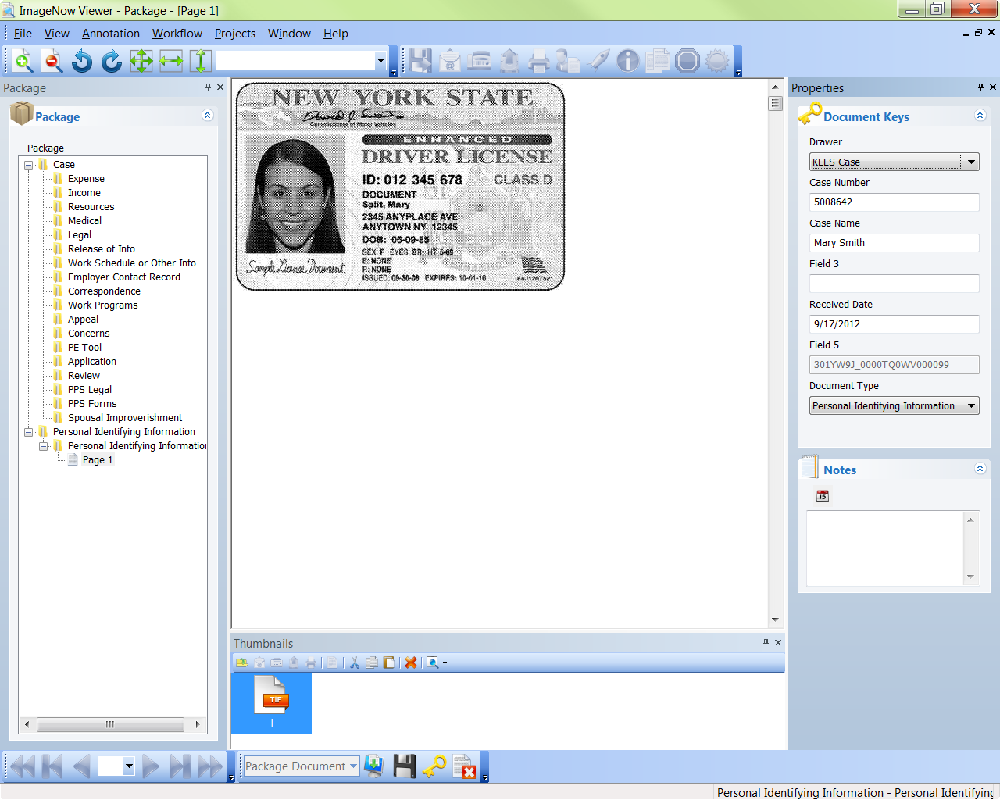 ImageNow Viewer - Package - [Page 1]
File View Annotation Workflow Projects Window Help
Package
Package
Package
Case
Expense
Income
Resources
Medical
Legal
Release of Info
Work Schedule or Other Info
Employer Contact Record
Correspondence
Work Programs
Appeal
Concerns
PE Tool
Application
Review
PPS Legal
PPS Forms
Spousal Improverishment
Personal Identifying Information
Personal Identifying Informatio
Page 1
NEW YORK STATE
Commissioner of Motor Vehicles
ENHANCED
DRIVER LICENSE
ID: 012 345 678 CLASS D
DOCUMENT
Split, Mary
2345 ANYPLACE AVE
ANYTOWN NY 12345
DOB: 06-09-85
SEX: F EYES: BR HT: 5-09
E: NONE
R: NONE
ISSUED: 09-30-08 EXPIRES: 10-01-16
Sample License Document
Thumbnails
TIF
1
Properties
Document Keys
Drawer
KEES Case
Case Number
5008642
Case Name
Mary Smith
Field 3
Received Date
9/17/2012
Field 5
301YW9J_0000TQ0WV000099
Document Type
Personal Identifying Information
Notes
15
Package Document
Personal Identifying Information - Personal Identifying